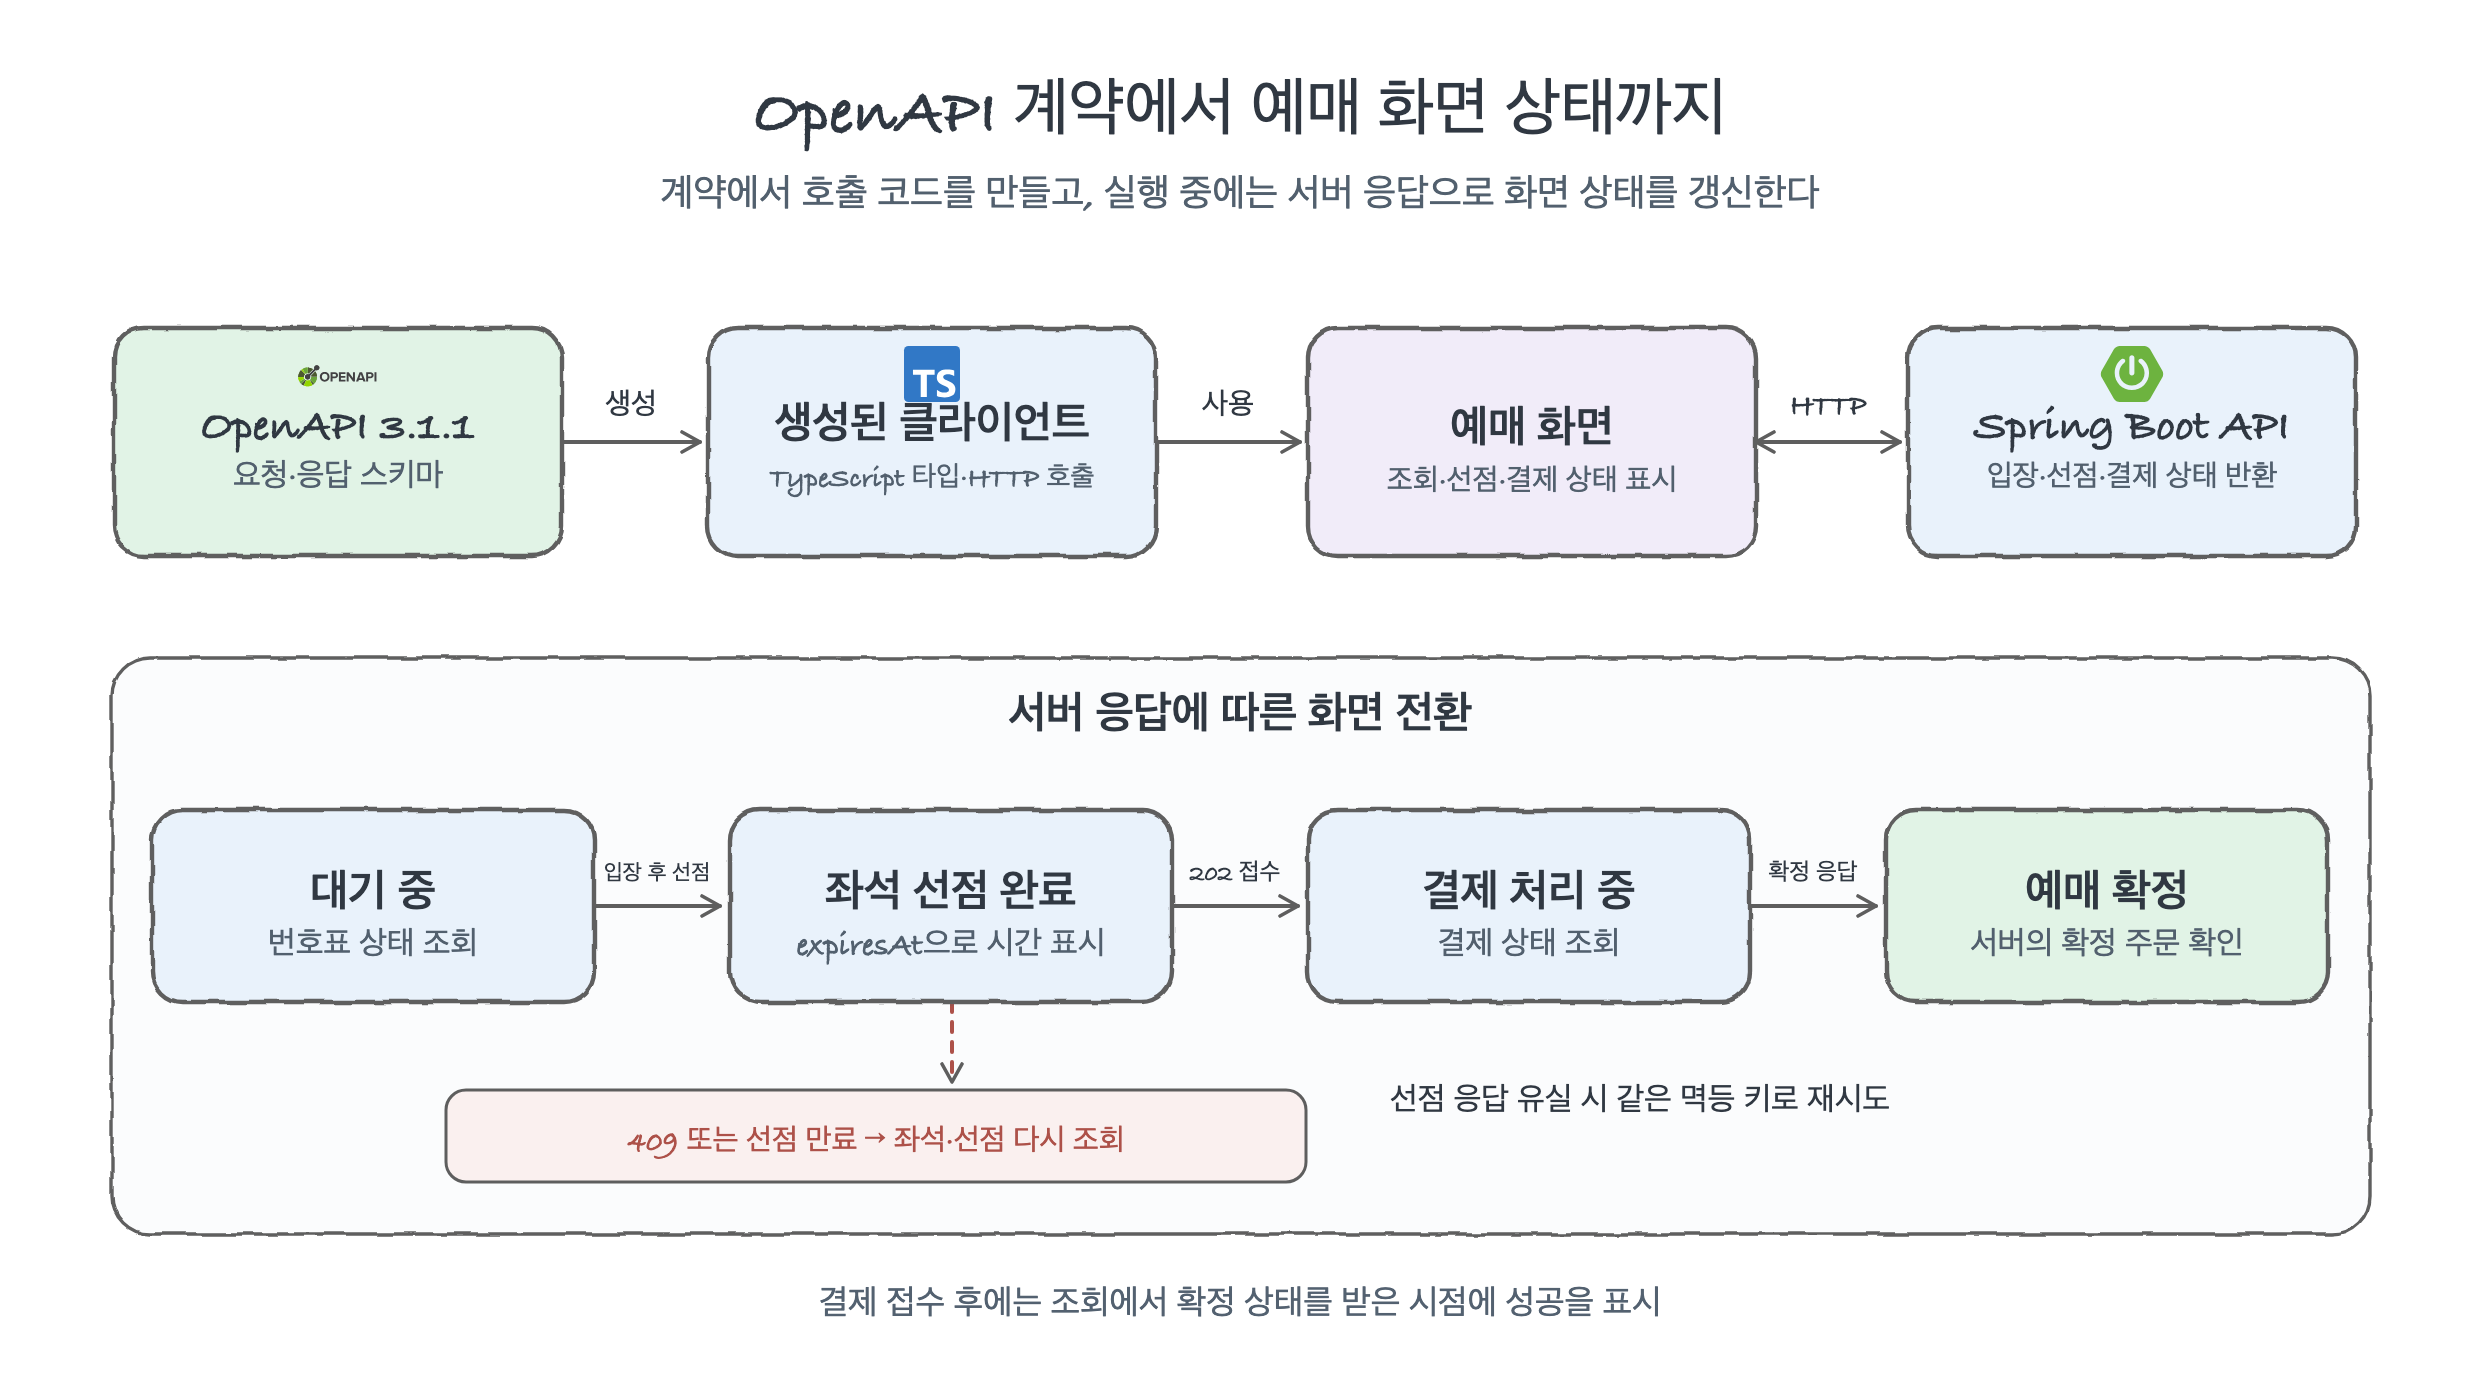 OpenAPI 계약에서 예매 화면 상태까지
계약에서 호출 코드를 만들고, 실행 중에는 서버 응답으로 화면 상태를 갱신한다
OPENAPI
OpenAPI 3.1.1
요청·응답 스키마
생성
TS
생성된 클라이언트
TypeScript 타입·HTTP 호출
사용
예매 화면
조회·선점·결제 상태 표시
HTTP
Spring Boot API
입장·선점·결제 상태 반환
서버 응답에 따른 화면 전환
대기 중
번호표 상태 조회
입장 후 선점
좌석 선점 완료
expiresAt으로 시간 표시
202 접수
결제 처리 중
결제 상태 조회
확정 응답
예매 확정
서버의 확정 주문 확인
409 또는 선점 만료 → 좌석·선점 다시 조회
선점 응답 유실 시 같은 멱등 키로 재시도
결제 접수 후에는 조회에서 확정 상태를 받은 시점에 성공을 표시